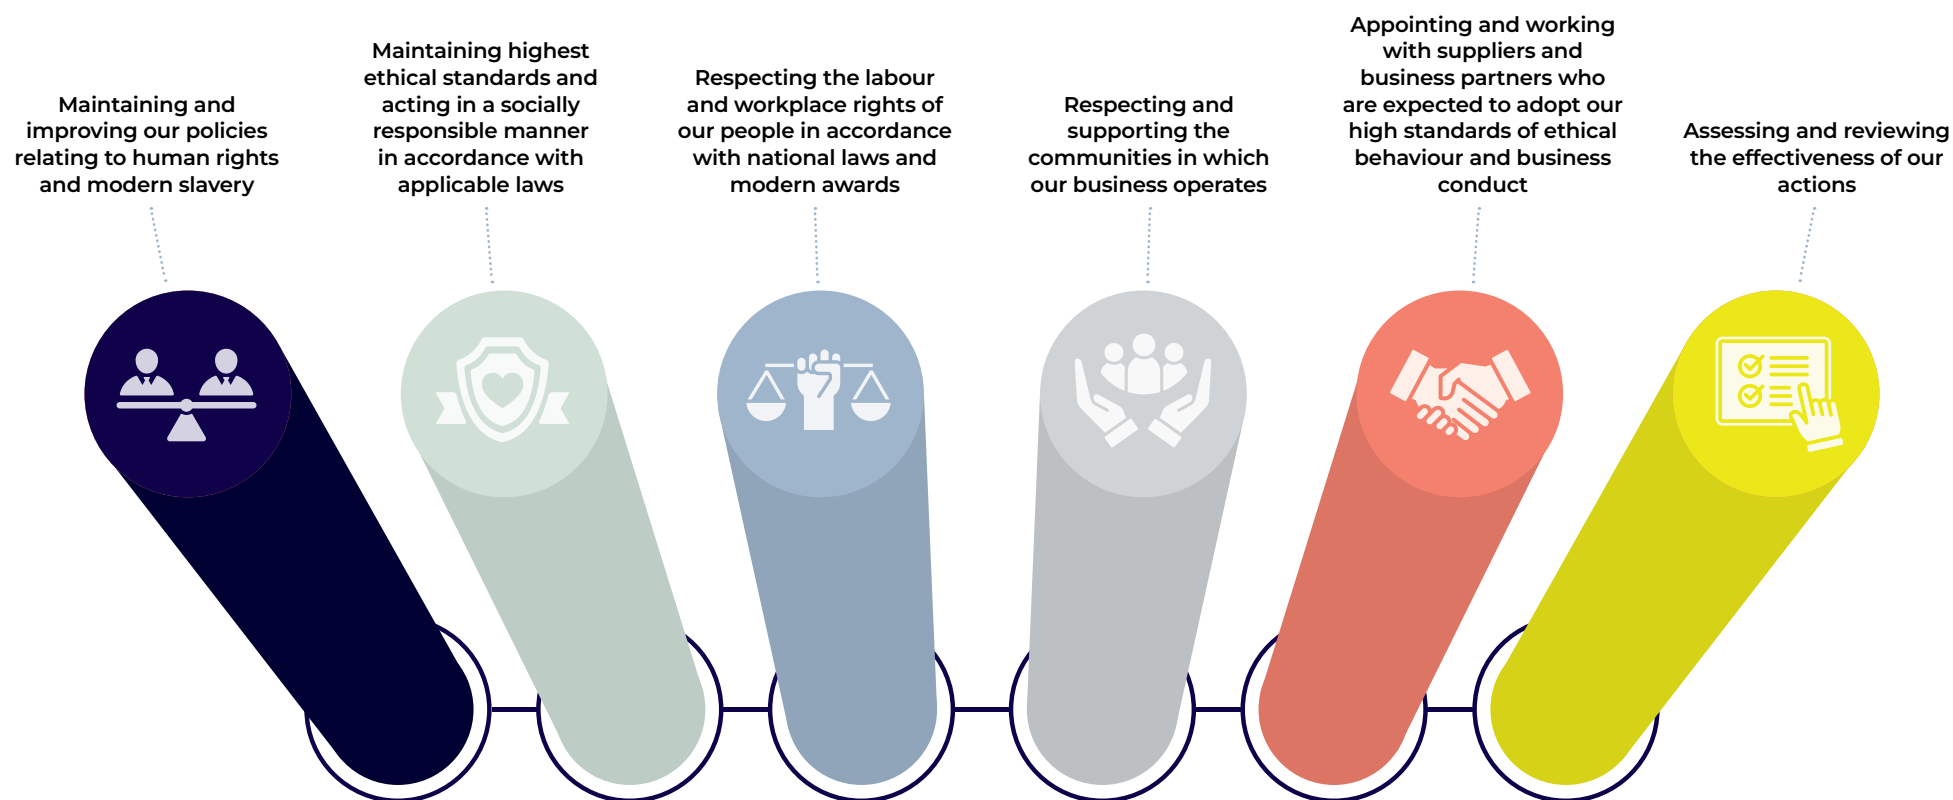 Maintaining and
improving our policies
relating to human rights
and modern slavery
Maintaining highest
ethical standards and
acting in a socially
responsible manner
in accordance with
applicable laws
Respecting the labour
and workplace rights of
our people in accordance
with national laws and
modern awards
Respecting and
supporting the
communities in which
our business operates
Appointing and working
with suppliers and
business partners who
are expected to adopt our
high standards of ethical
behaviour and business
conduct
Assessing and reviewing
the effectiveness of our
actions